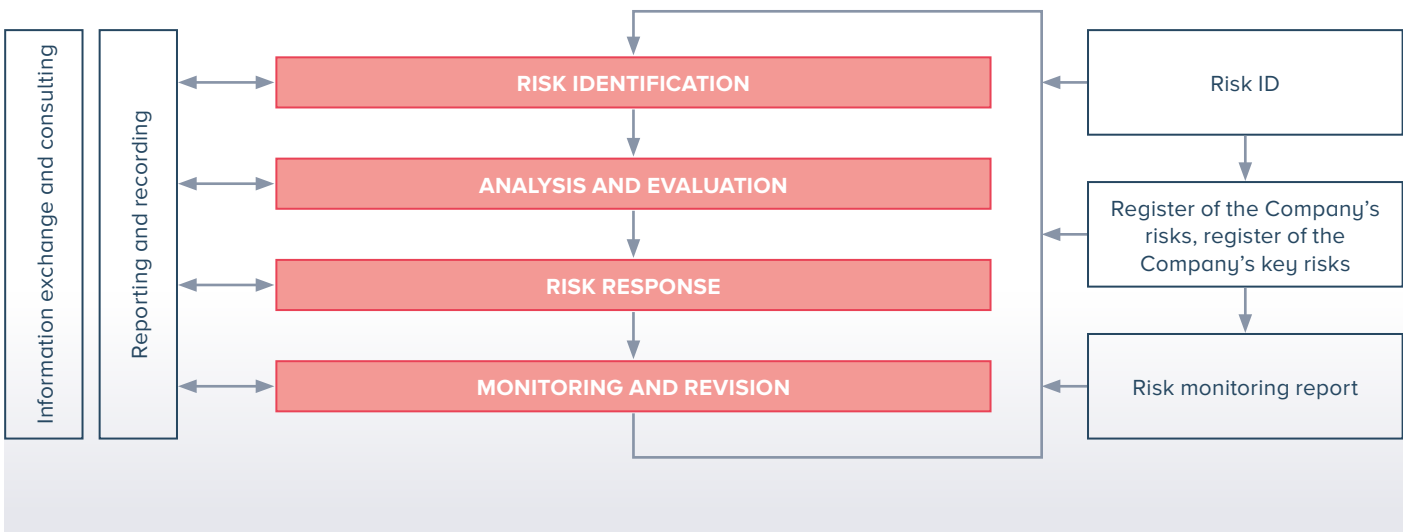 Information exchange and consulting
Reporting and recording
RISK IDENTIFICATION
ANALYSIS AND EVALUATION
RISK RESPONSE
MONITORING AND REVISION
Risk ID
Register of the Company's
risks, register of the
Company's key risks
Risk monitoring report